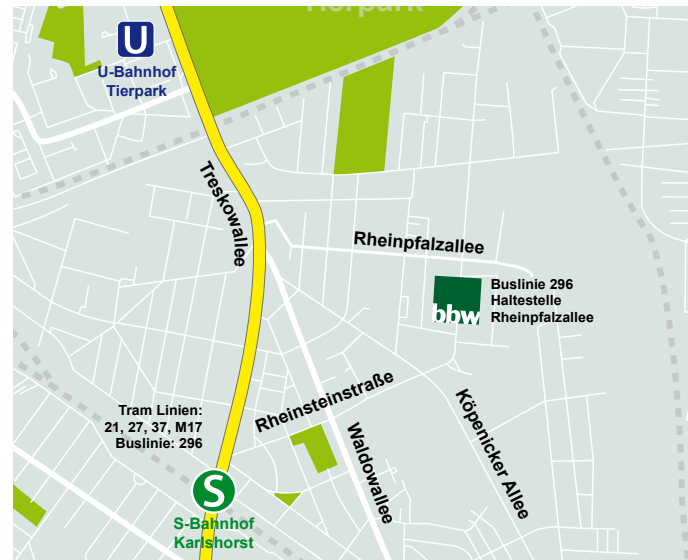 Tierpark
U
U-Bahnhof
Tierpark
Treskowallee
Rheinpfalzallee
bbw
Buslinie 296
Haltestelle
Rheinpfalzallee
Rheinsteinstraße
Tram Linien:
21, 27, 37, M17
Buslinie: 296
Waldowallee
Köpenicker Allee
S
S-Bahnhof
Karlshorst